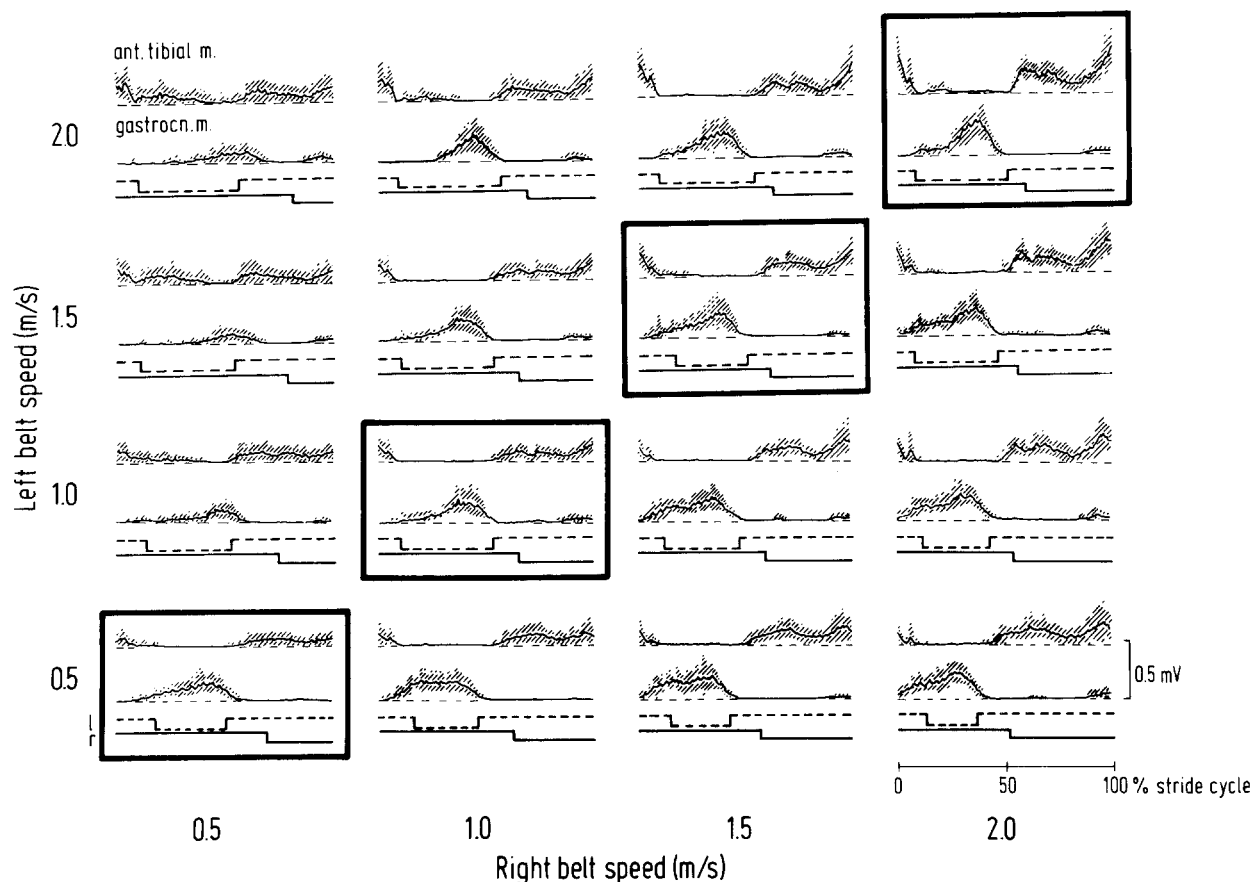 ant. tibial m.
gastrocn. m.
2.0
1.5
1.0
0.5
Left belt speed (m/s)
l
r
0.5 mV
0 50 100 % stride cycle
0.5 1.0 1.5 2.0
Right belt speed (m/s)